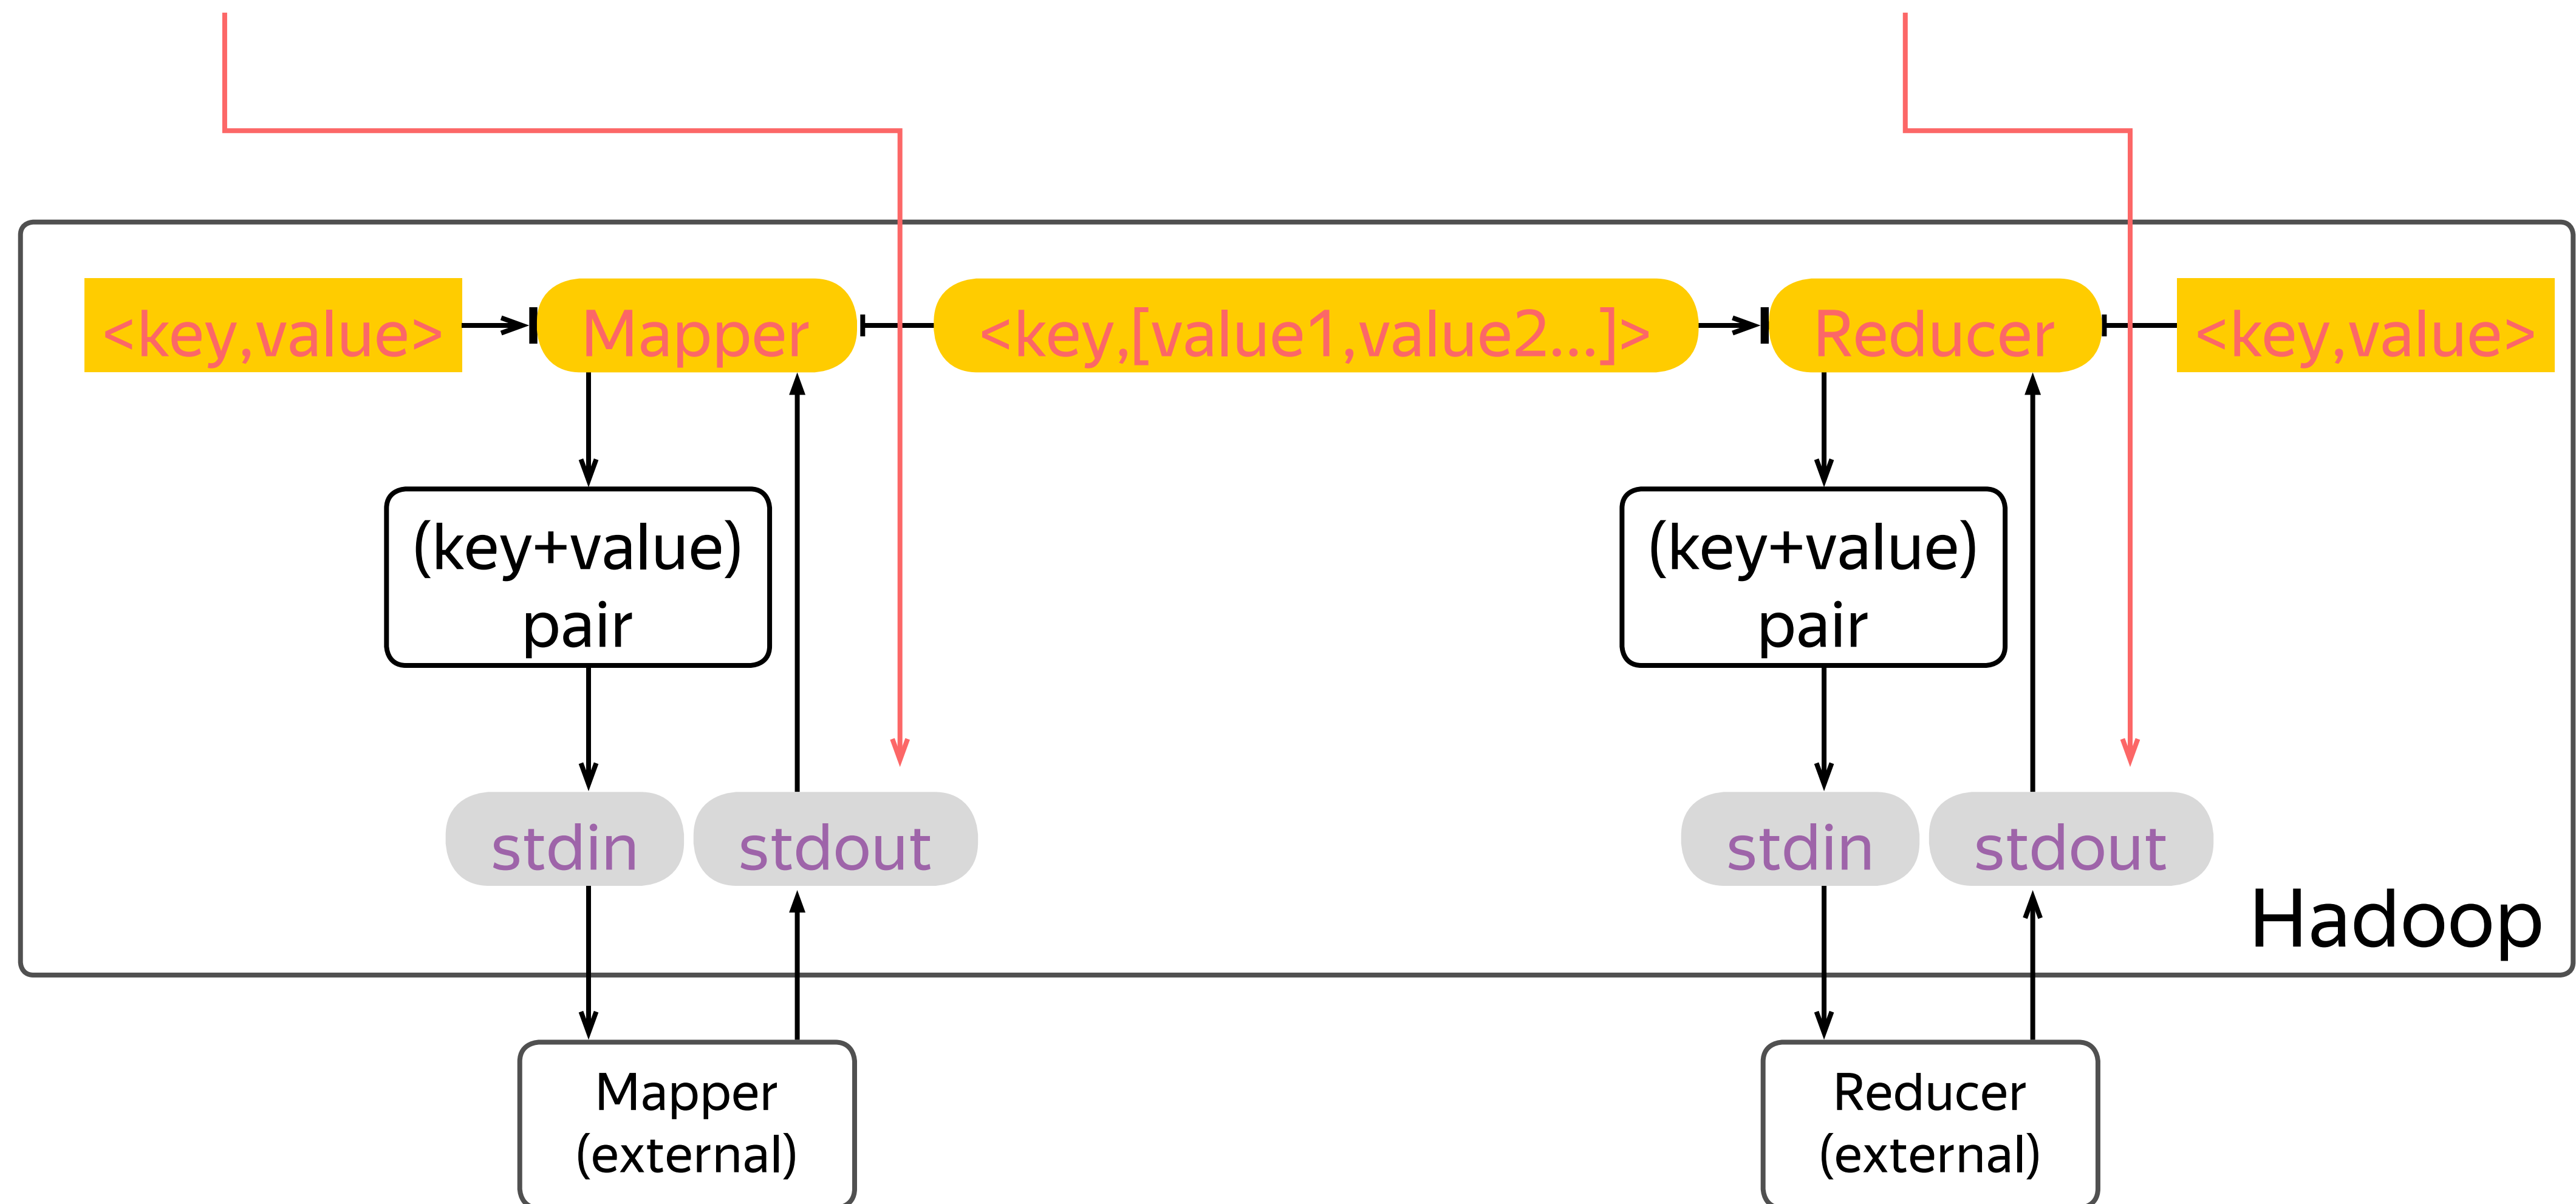 <key,value>
Mapper
<key,[value1,value2...]>
Reducer
<key,value>
(key+value)
pair
(key+value)
pair
stdin
stdout
stdin
stdout
Hadoop
Mapper
(external)
Reducer
(external)